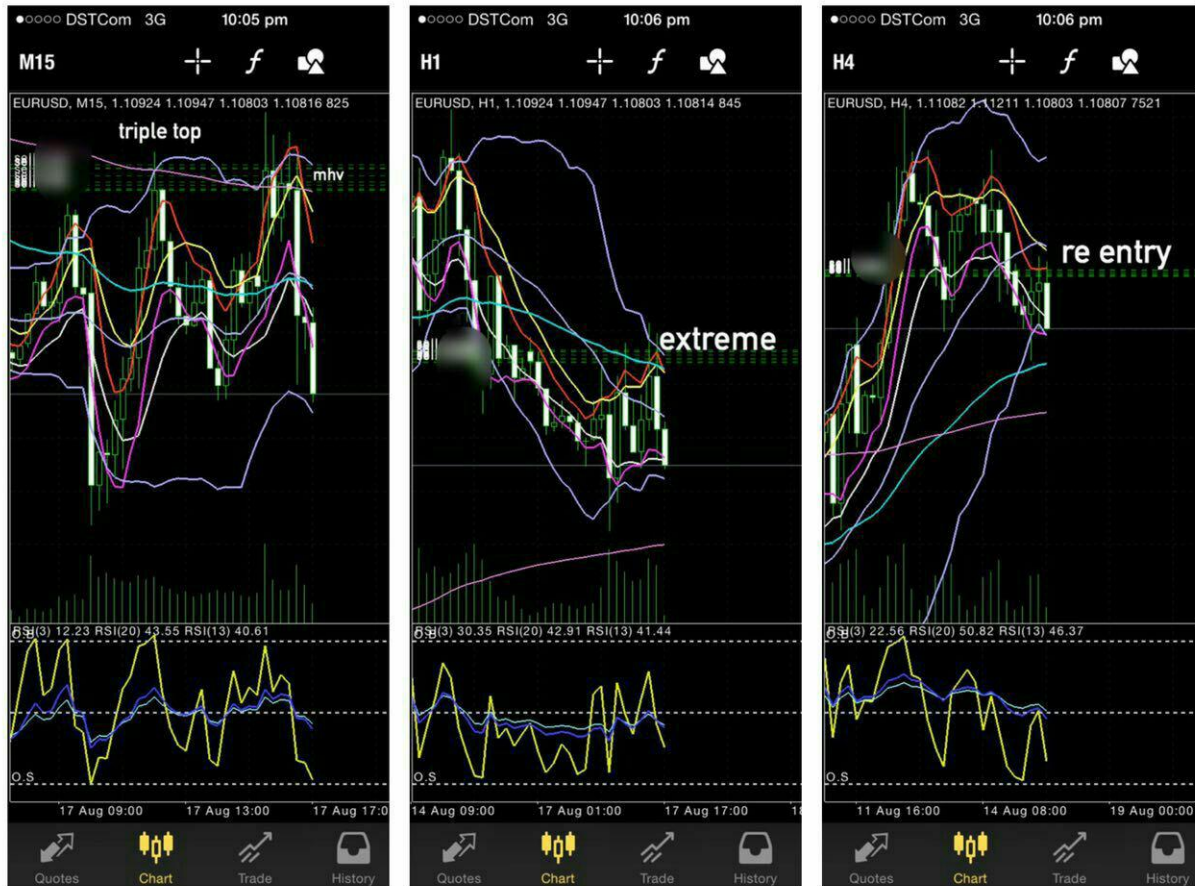 DSTCom 3G 10:05 pm
M15
EURUSD, M15, 1.10924 1.10947 1.10803 1.10816 825
triple top
mhv
RSI(3) 12.23 RSI(20) 43.55 RSI(13) 40.61
O.B
O.S
17 Aug 09:00 17 Aug 13:00 17 Aug 17:0
Quotes Chart Trade History
DSTCom 3G 10:06 pm
H1
EURUSD, H1, 1.10924 1.10947 1.10803 1.10814 845
extreme
RSI(3) 30.35 RSI(20) 42.91 RSI(13) 41.44
O.B
O.S
14 Aug 09:00 17 Aug 01:00 17 Aug 17:00 18
Quotes Chart Trade History
DSTCom 3G 10:06 pm
H4
EURUSD, H4, 1.11082 1.11211 1.10803 1.10807 7521
re entry
RSI(3) 22.56 RSI(20) 50.82 RSI(13) 46.37
O.B
O.S
11 Aug 16:00 14 Aug 08:00 19 Aug 00:00
Quotes Chart Trade History